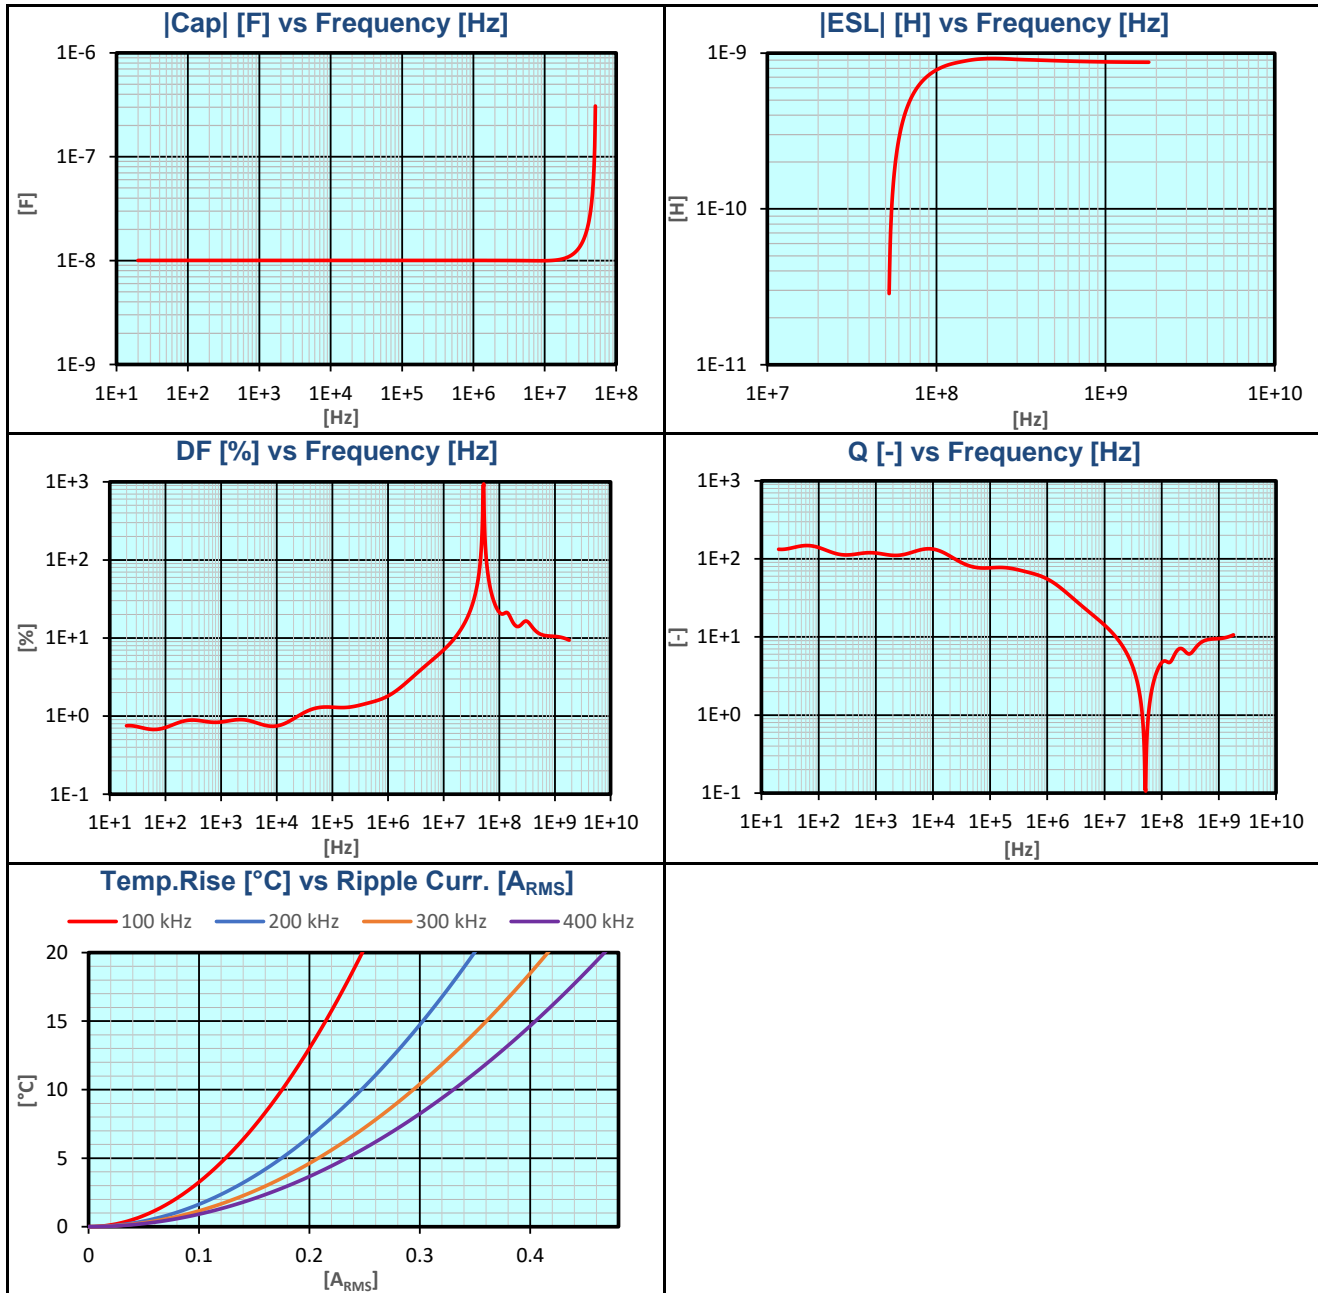 |Cap| [F] vs Frequency [Hz]
1E-6
1E-7
1E-8
1E-9
[F]
1E+1 1E+2 1E+3 1E+4 1E+5 1E+6 1E+7 1E+8
[Hz]
|ESL| [H] vs Frequency [Hz]
1E-9
1E-10
1E-11
[H]
1E+7 1E+8 1E+9 1E+10
[Hz]
DF [%] vs Frequency [Hz]
1E+3
1E+2
1E+1
1E+0
1E-1
[%]
1E+1 1E+2 1E+3 1E+4 1E+5 1E+6 1E+7 1E+8 1E+9 1E+10
[Hz]
Q [-] vs Frequency [Hz]
1E+3
1E+2
1E+1
1E+0
1E-1
[-]
1E+1 1E+2 1E+3 1E+4 1E+5 1E+6 1E+7 1E+8 1E+9 1E+10
[Hz]
Temp.Rise [°C] vs Ripple Curr. [ARMS]
100 kHz 200 kHz 300 kHz 400 kHz
20
15
10
5
0
[°C]
0 0.1 0.2 0.3 0.4
[ARMS]